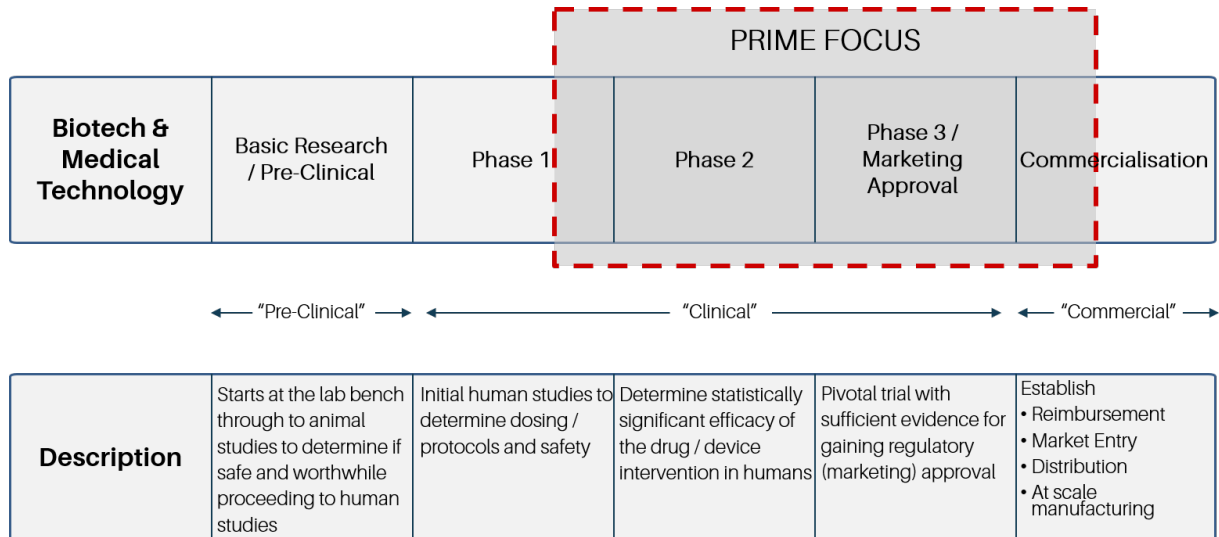 PRIME FOCUS
Biotech &
Medical
Technology
Basic Research
/ Pre-Clinical
Phase 1
Phase 2
Phase 3 /
Marketing
Approval
Commercialisation
“Pre-Clinical”
“Clinical”
“Commercial”
Description
Starts at the lab bench
through to animal
studies to determine if
safe and worthwhile
proceeding to human
studies
Initial human studies to
determine dosing /
protocols and safety
Determine statistically
significant efficacy of
the drug / device
intervention in humans
Pivotal trial with
sufficient evidence for
gaining regulatory
(marketing) approval
Establish
• Reimbursement
• Market Entry
• Distribution
• At scale
manufacturing